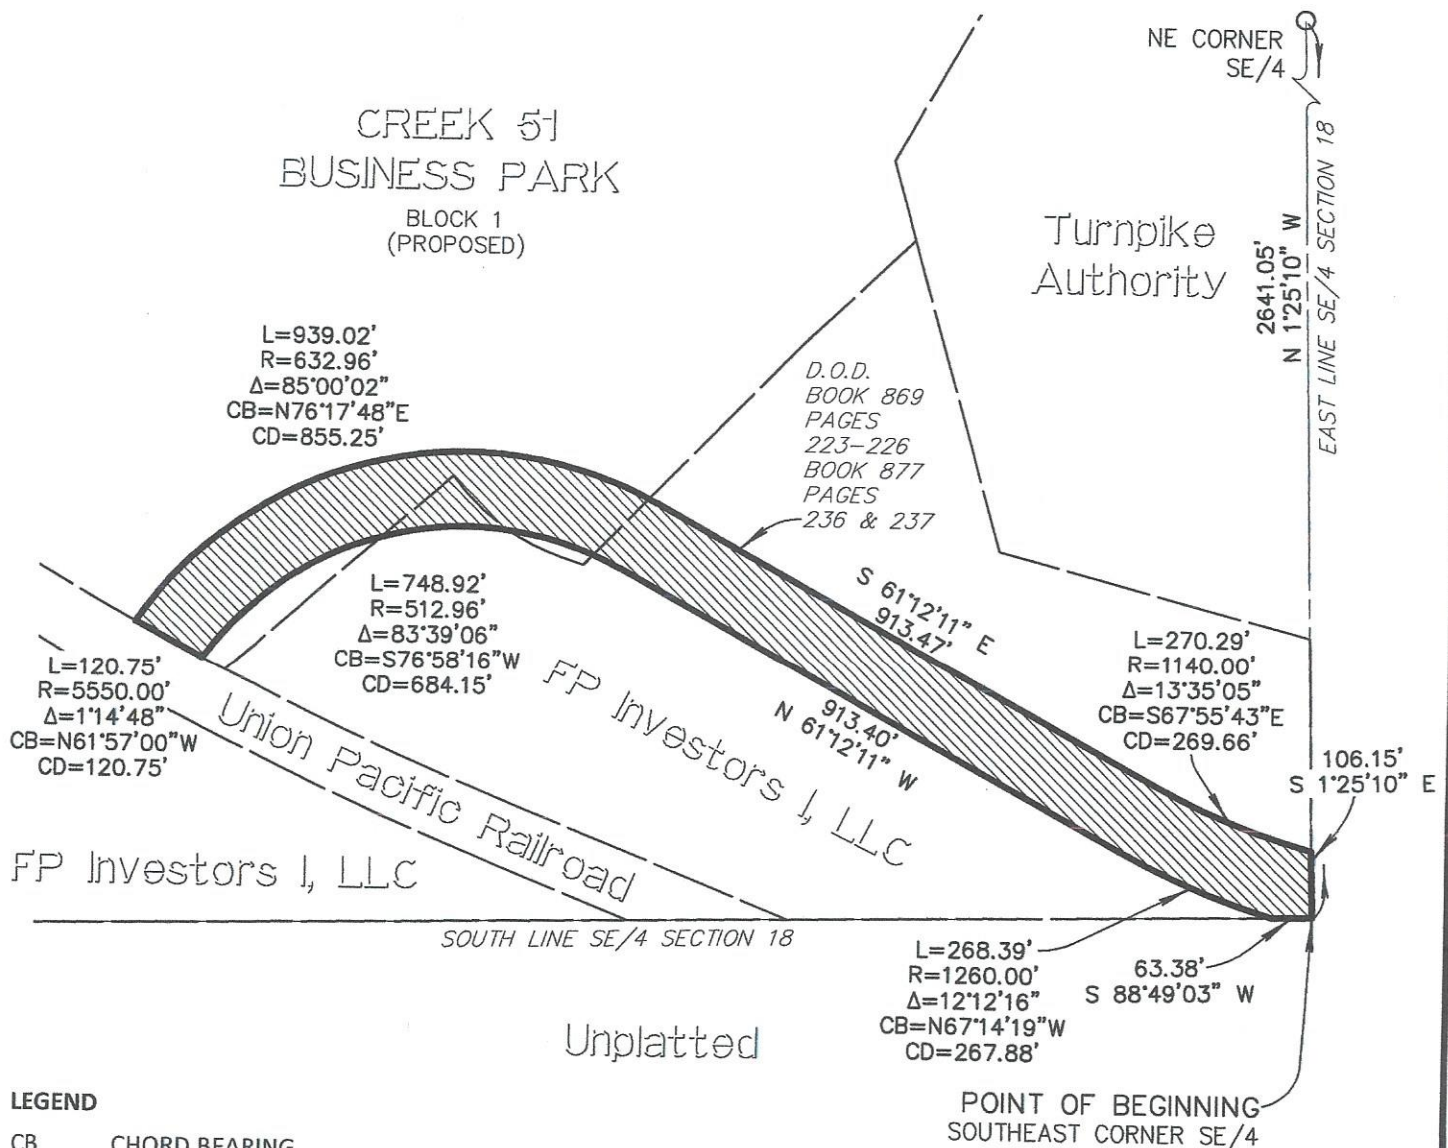 NE CORNER
SE/4
CREEK 51
BUSINESS PARK
BLOCK 1
(PROPOSED)
Turnpike
Authority
2641.05'
N 1°25'10" W
EAST LINE SE/4 SECTION 18
L=939.02'
R=632.96'
Δ=85°00'02"
CB=N76°17'48"E
CD=855.25'
D.O.D.
BOOK 869
PAGES
223-226
BOOK 877
PAGES
236 & 237
L=748.92'
R=512.96'
Δ=83°39'06"
CB=S76°58'16"W
CD=684.15'
S 61°12'11" E
913.47'
913.40'
N 61°12'11" W
L=270.29'
R=1140.00'
Δ=13°35'05"
CB=S67°55'43"E
CD=269.66'
L=120.75'
R=5550.00'
Δ=1°14'48"
CB=N61°57'00"W
CD=120.75'
Union Pacific Railroad
FP Investors I, LLC
106.15'
S 1°25'10" E
FP Investors I, LLC
SOUTH LINE SE/4 SECTION 18
L=268.39'
R=1260.00'
Δ=12°12'16"
CB=N67°14'19"W
CD=267.88'
63.38'
S 88°49'03" W
Unplatted
POINT OF BEGINNING
SOUTHEAST CORNER SE/4
LEGEND
CB CHORD BEARING